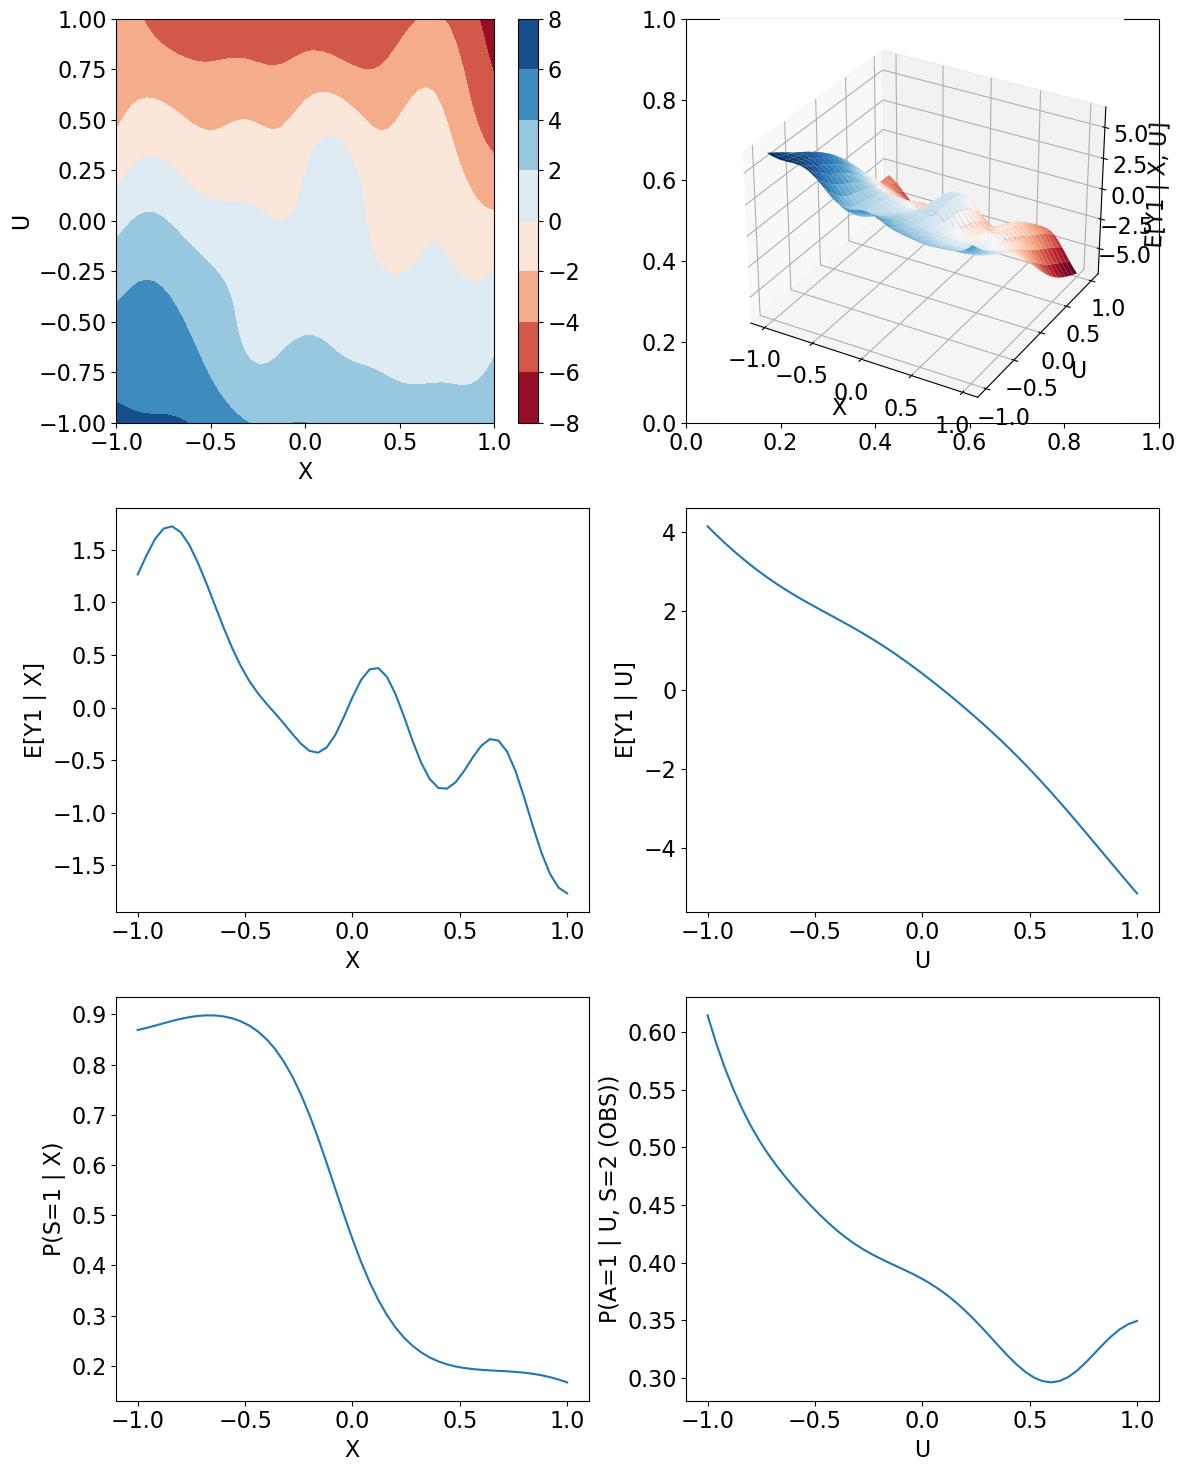 1.00
0.75
0.50
0.25
0.00
−0.25
−0.50
−0.75
−1.00
U
−1.0 −0.5 0.0 0.5 1.0
X
8
6
4
2
0
−2
−4
−6
−8
1.0
0.8
0.6
0.4
0.2
0.0
0.0 0.2 0.4 0.6 0.8 1.0
−1.0 −0.5 0.0 0.5 1.0
X
−1.0 −0.5 0.0 0.5 1.0
U
5.0
2.5
0.0
−2.5
−5.0
E[Y1 | X, U]
1.5
1.0
0.5
0.0
−0.5
−1.0
−1.5
E[Y1 | X]
−1.0 −0.5 0.0 0.5 1.0
X
4
2
0
−2
−4
E[Y1 | U]
−1.0 −0.5 0.0 0.5 1.0
U
0.9
0.8
0.7
0.6
0.5
0.4
0.3
0.2
P(S=1 | X)
−1.0 −0.5 0.0 0.5 1.0
X
0.60
0.55
0.50
0.45
0.40
0.35
0.30
P(A=1 | U, S=2 (OBS))
−1.0 −0.5 0.0 0.5 1.0
U